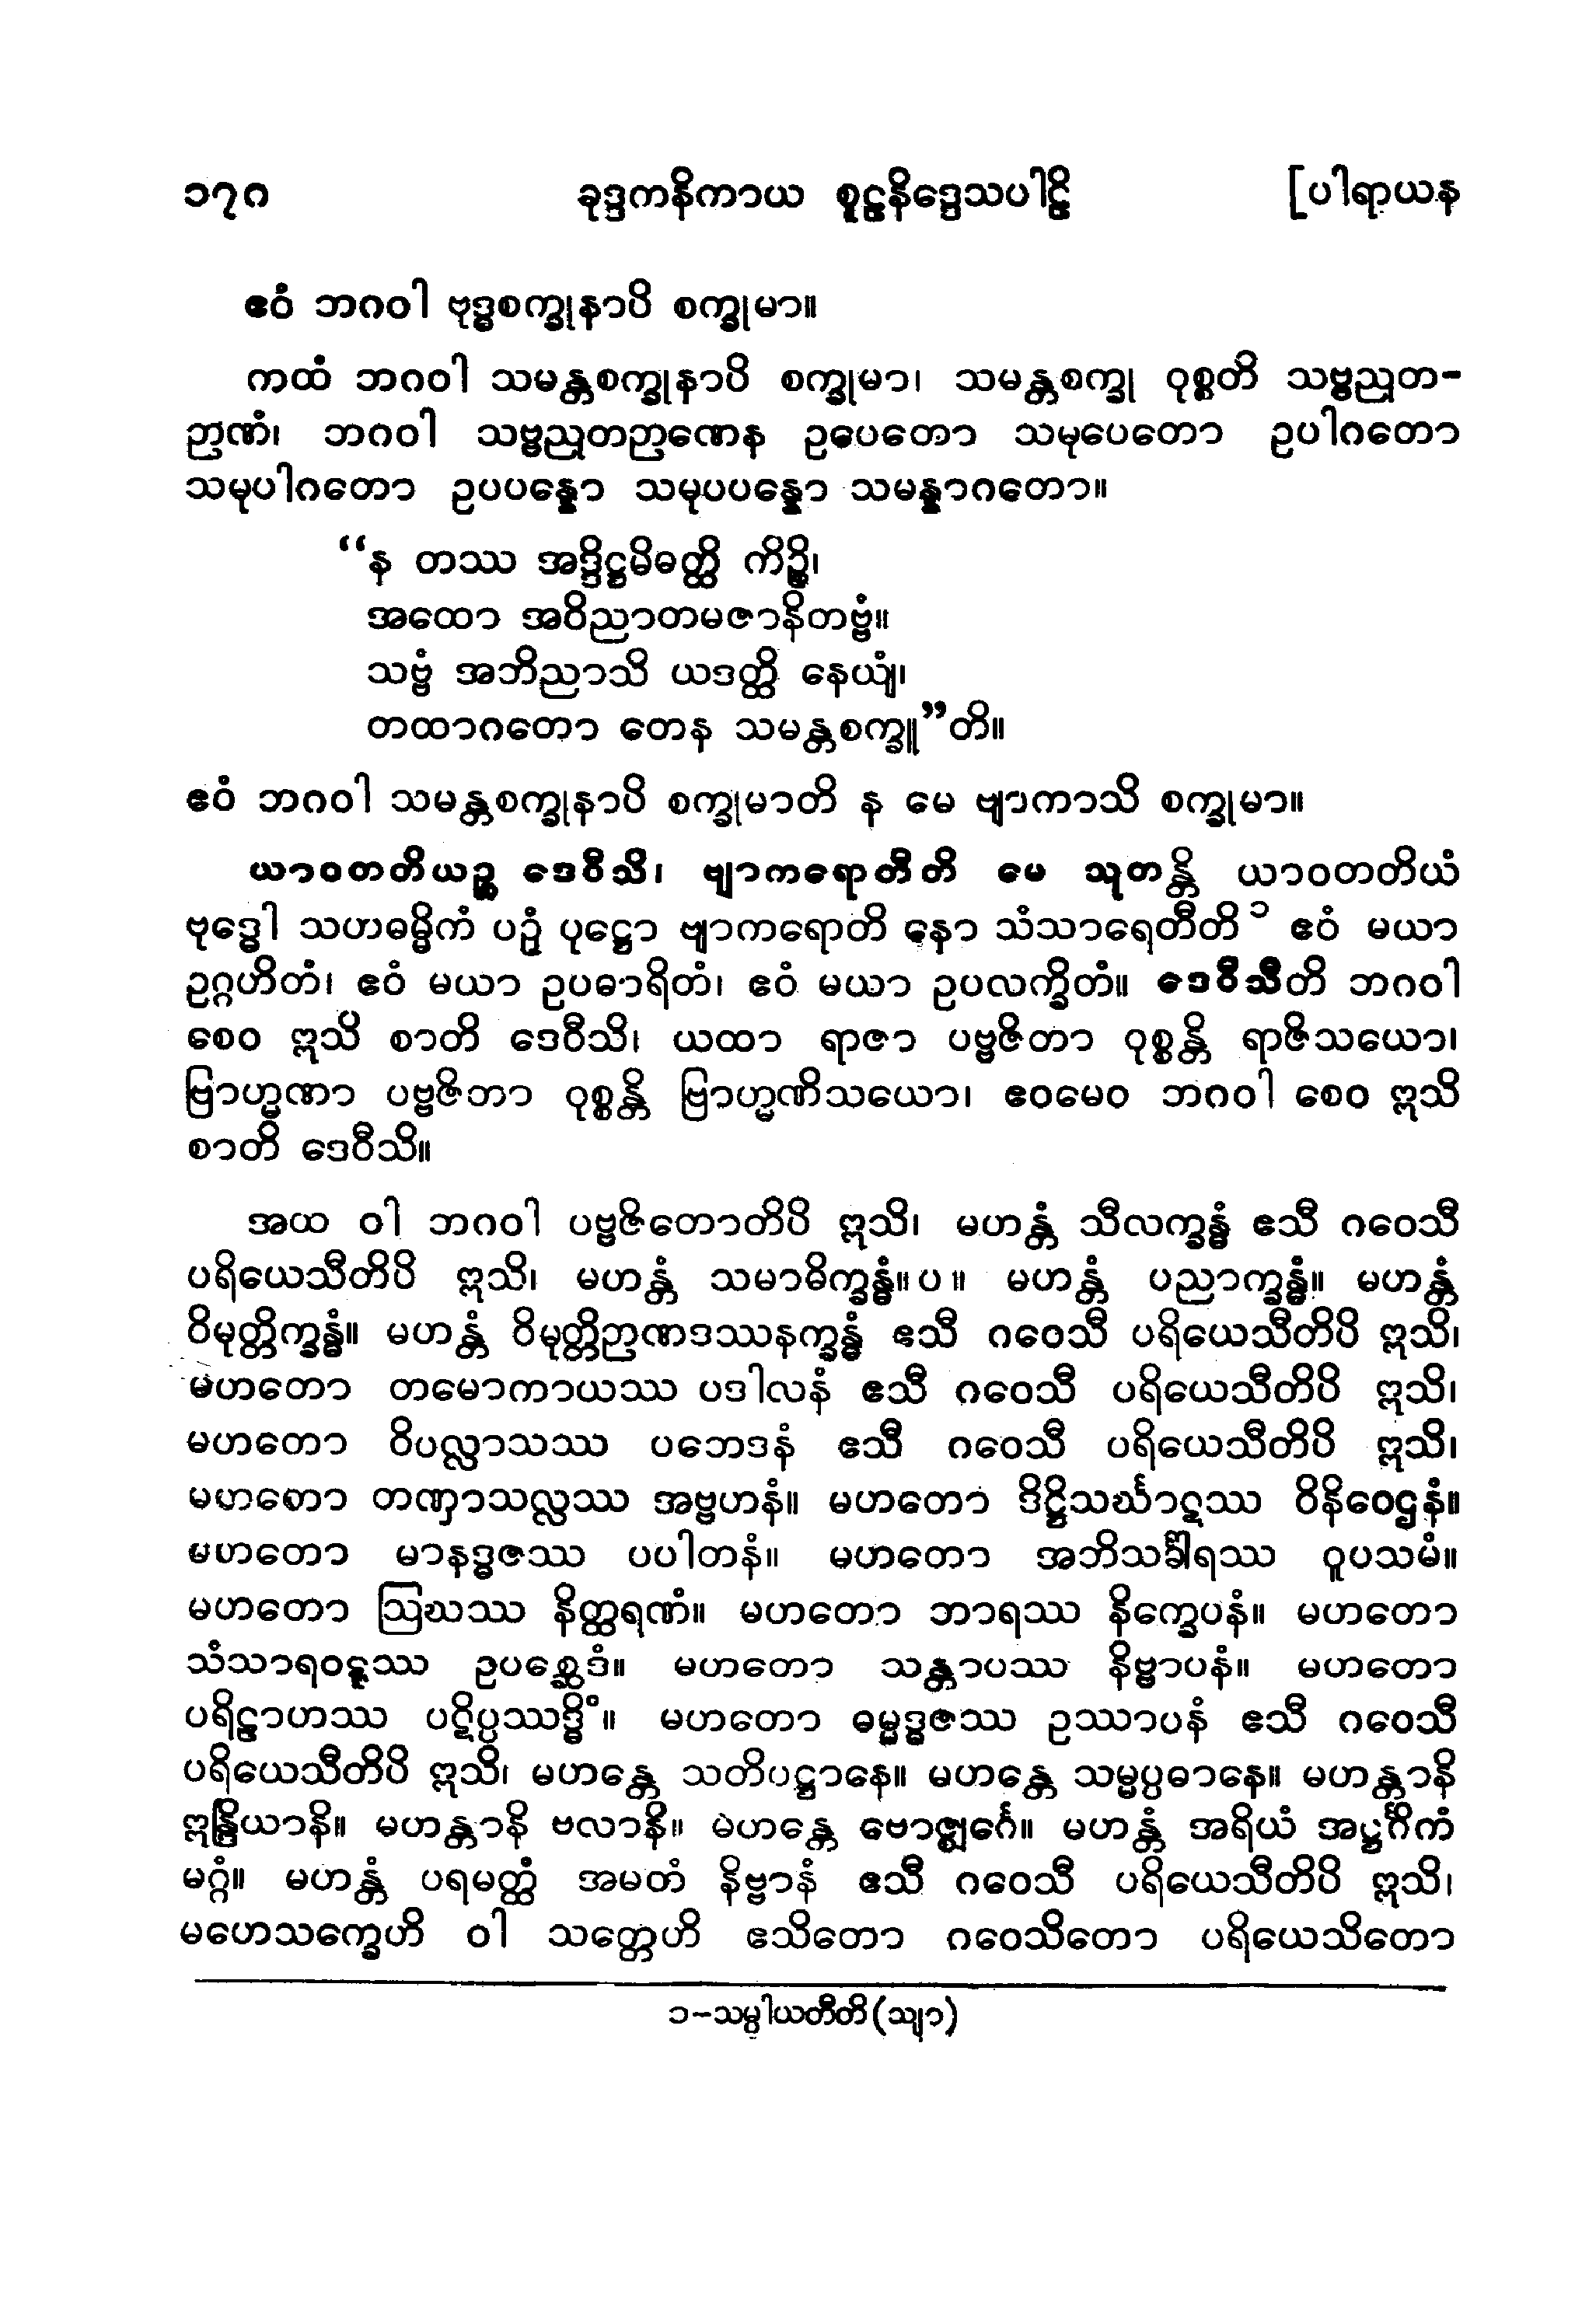 ၁၇၀ ခုဒ္ဒကနိကာယ စူဠနိဒ္ဒေသပါဠိ [ပါရာယန
ဧဝံ ဘဂဝါ ဗုဒ္ဓစက္ခုနာပိ စက္ခုမာ။
ကထံ ဘဂဝါ သမန္တစက္ခုနာပိ စက္ခုမာ၊ သမန္တစက္ခု ဝုစ္စတိ သဗ္ဗညုတ-
ဉာဏံ၊ ဘဂဝါ သဗ္ဗညုတဉာဏေန ဥပေတော သမုပေတော ဥပါဂတော
သမုပါဂတော ဥပပန္နော သမုပပန္နော သမန္နာဂတော။
“န တဿ အဒ္ဒိဋ္ဌမိဓတ္ထိ ကိဉ္စိ၊
အထော အဝိညာတမဇာနိတဗ္ဗံ။
သဗ္ဗံ အဘိညာသိ ယဒတ္ထိ နေယျံ၊
တထာဂတော တေန သမန္တစက္ခူ”တိ။
ဧဝံ ဘဂဝါ သမန္တစက္ခုနာပိ စက္ခုမာတိ န မေ ဗျာကာသိ စက္ခုမာ။
ယာဝတတိယဉ္စ ဒေဝီသိ၊ ဗျာကရောတီတိ မေ သုတန္တိ ယာဝတတိယံ
ဗုဒ္ဓေါ သဟဓမ္မိကံ ပဉှံ ပုဋ္ဌော ဗျာကရောတိ နော သံသာရေတီတိ၁ ဧဝံ မယာ
ဥဂ္ဂဟိတံ၊ ဧဝံ မယာ ဥပဓာရိတံ၊ ဧဝံ မယာ ဥပလက္ခိတံ။ ဒေဝီသီတိ ဘဂဝါ
စေဝ ဣသိ စာတိ ဒေဝီသိ၊ ယထာ ရာဇာ ပဗ္ဗဇိတာ ဝုစ္စန္တိ ရာဇိသယော၊
ဗြာဟ္မဏာ ပဗ္ဗဇိတာ ဝုစ္စန္တိ ဗြာဟ္မဏိသယော၊ ဧဝမေဝ ဘဂဝါ စေဝ ဣသိ
စာတိ ဒေဝီသိ။
အထ ဝါ ဘဂဝါ ပဗ္ဗဇိတောတိပိ ဣသိ၊ မဟန္တံ သီလက္ခန္ဓံ ဧသီ ဂဝေသီ
ပရိယေသီတိပိ ဣသိ၊ မဟန္တံ သမာဓိက္ခန္ဓံ။ပ။ မဟန္တံ ပညာက္ခန္ဓံ။ မဟန္တံ
ဝိမုတ္တိက္ခန္ဓံ။ မဟန္တံ ဝိမုတ္တိဉာဏဒဿနက္ခန္ဓံ ဧသီ ဂဝေသီ ပရိယေသီတိပိ ဣသိ၊
မဟတော တမောကာယဿ ပဒါလနံ ဧသီ ဂဝေသီ ပရိယေသီတိပိ ဣသိ၊
မဟတော ဝိပလ္လာသဿ ပဘေဒနံ ဧသီ ဂဝေသီ ပရိယေသီတိပိ ဣသိ၊
မဟတော တဏှာသလ္လဿ အဗ္ဗဟနံ။ မဟတော ဒိဋ္ဌိသင်္ဃာဋဿ ဝိနိဝေဌနံ။
မဟတော မာနဒ္ဓဇဿ ပပါတနံ။ မဟတော အဘိသင်္ခါရဿ ဝူပသမံ။
မဟတော ဩဃဿ နိတ္ထရဏံ။ မဟတော ဘာရဿ နိက္ခေပနံ။ မဟတော
သံသာရဝဋ္ဋဿ ဥပစ္ဆေဒံ။ မဟတော သန္တာပဿ နိဗ္ဗာပနံ။ မဟတော
ပရိဠာဟဿ ပဋိပ္ပဿဒ္ဓိံ။ မဟတော ဓမ္မဒ္ဓဇဿ ဥဿာပနံ ဧသီ ဂဝေသီ
ပရိယေသီတိပိ ဣသိ၊ မဟန္တေ သတိပဋ္ဌာနေ။ မဟန္တေ သမ္မပ္ပဓာနေ။ မဟန္တာနိ
ဣန္ဒြိယာနိ။ မဟန္တာနိ ဗလာနိ။ မဟန္တေ ဗောဇ္ဈင်္ဂေ။ မဟန္တံ အရိယံ အဋ္ဌင်္ဂိကံ
မဂ္ဂံ။ မဟန္တံ ပရမတ္ထံ အမတံ နိဗ္ဗာနံ ဧသီ ဂဝေသီ ပရိယေသီတိပိ ဣသိ၊
မဟေသက္ခေဟိ ဝါ သတ္တေဟိ ဧသိတော ဂဝေသိတော ပရိယေသိတော
၁-သမ္ပါယတီတိ(သျာ)